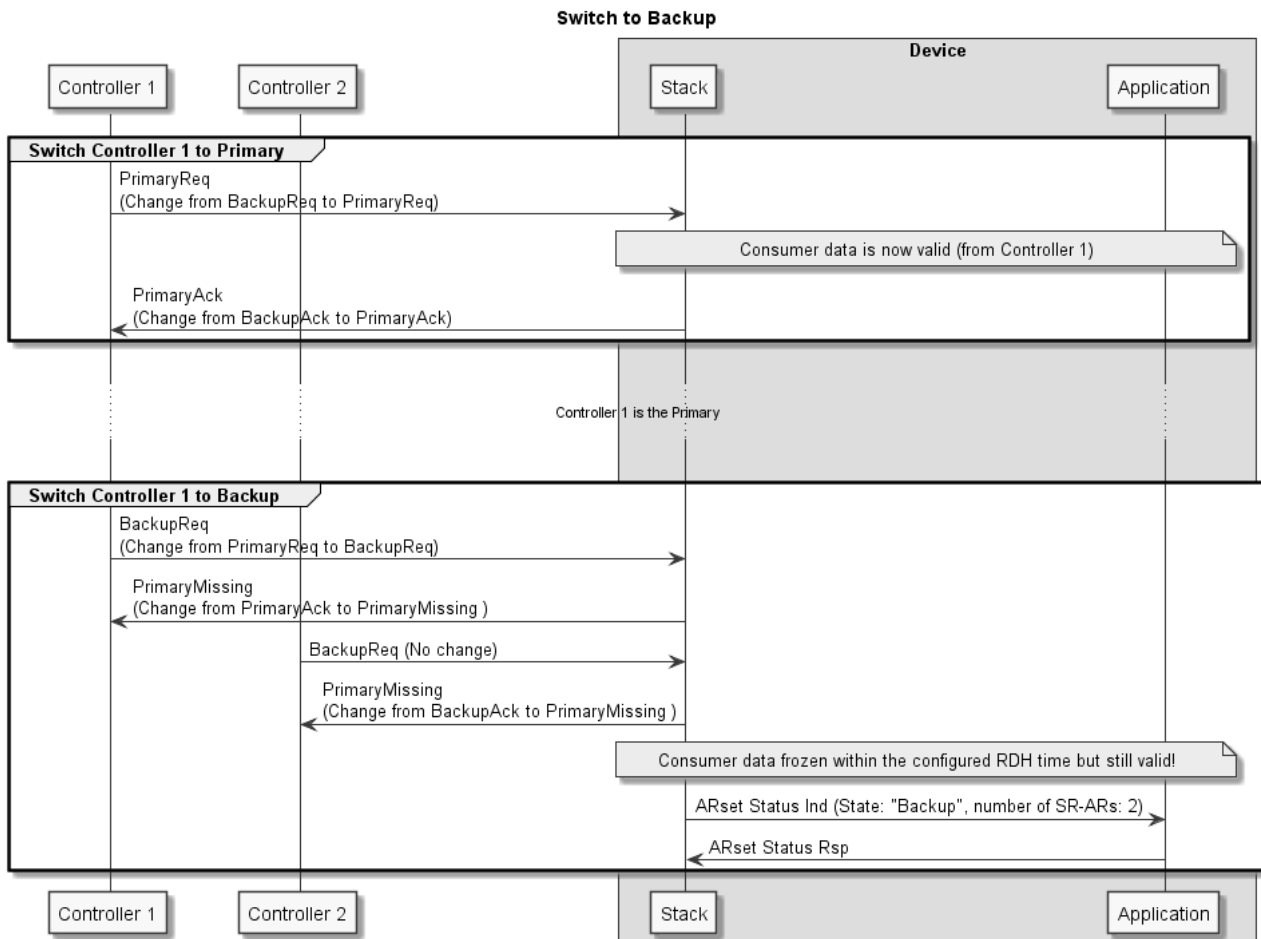 Switch to Backup
Device
Controller 1
Controller 2
Stack
Application
Switch Controller 1 to Primary
PrimaryReq
(Change from BackupReq to PrimaryReq)
Consumer data is now valid (from Controller 1)
PrimaryAck
(Change from BackupAck to PrimaryAck)
Controller 1 is the Primary
Switch Controller 1 to Backup
BackupReq
(Change from PrimaryReq to BackupReq)
PrimaryMissing
(Change from PrimaryAck to PrimaryMissing )
BackupReq (No change)
PrimaryMissing
(Change from BackupAck to PrimaryMissing )
Consumer data frozen within the configured RDH time but still valid!
ARset Status Ind (State: "Backup", number of SR-ARs: 2)
ARset Status Rsp
Controller 1
Controller 2
Stack
Application